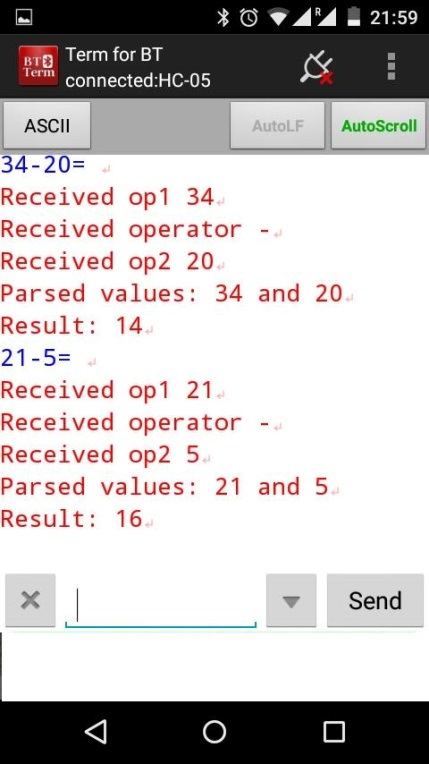 R
21:59
BT
Term
Term for BT
connected:HC-05
ASCII
AutoLF
AutoScroll
34-20=
Received op1 34
Received operator -
Received op2 20
Parsed values: 34 and 20
Result: 14
21-5=
Received op1 21
Received operator -
Received op2 5
Parsed values: 21 and 5
Result: 16
Send